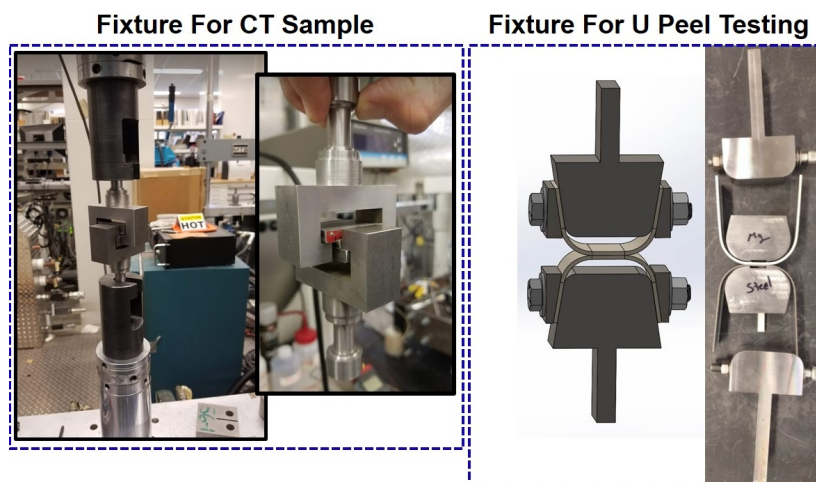 Fixture For CT Sample
Fixture For U Peel Testing
HOT
Mg
Steel